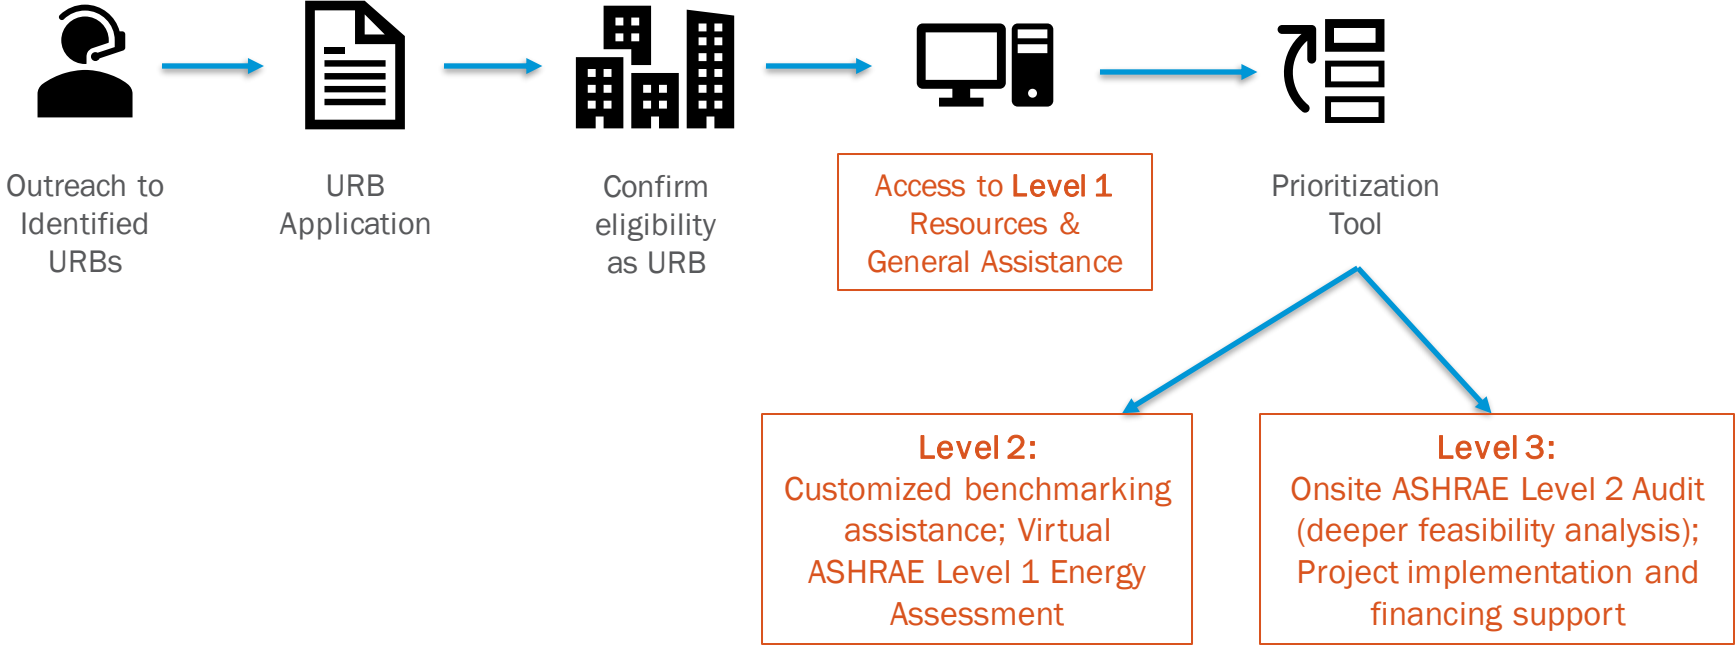 Outreach to
Identified
URBs
URB
Application
Confirm
eligibility
as URB
Access to Level 1
Resources &
General Assistance
Prioritization
Tool
Level 2:
Customized benchmarking
assistance; Virtual
ASHRAE Level 1 Energy
Assessment
Level 3:
Onsite ASHRAE Level 2 Audit
(deeper feasibility analysis);
Project implementation and
financing support